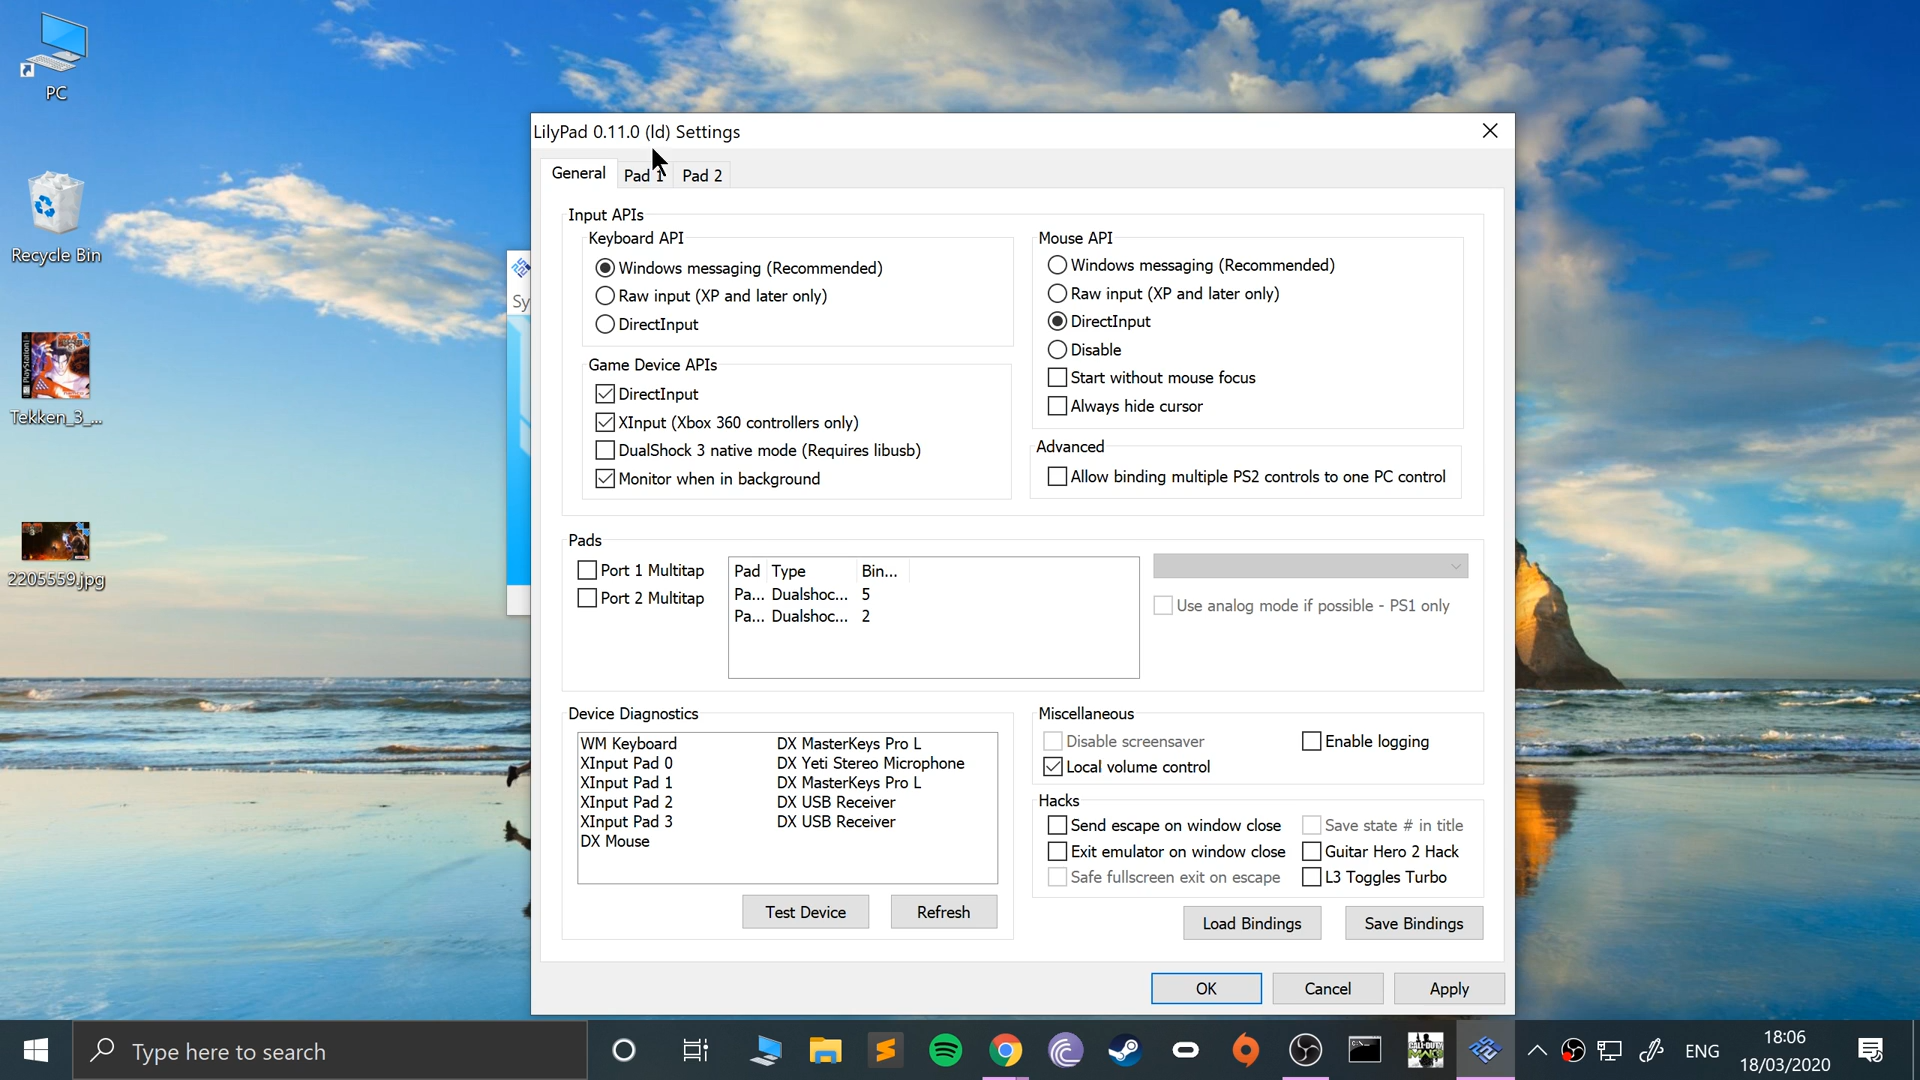 PC
Recycle Bin
Tekken_3_...
2205559.jpg
Sy
LilyPad 0.11.0 (ld) Settings
General
Pad 1
Pad 2
Input APIs
Keyboard API
Windows messaging (Recommended)
Raw input (XP and later only)
DirectInput
Mouse API
Windows messaging (Recommended)
Raw input (XP and later only)
DirectInput
Disable
Start without mouse focus
Always hide cursor
Game Device APIs
DirectInput
XInput (Xbox 360 controllers only)
DualShock 3 native mode (Requires libusb)
Monitor when in background
Advanced
Allow binding multiple PS2 controls to one PC control
Pads
Port 1 Multitap
Port 2 Multitap
Pad Type Bin...
Pa... Dualshoc... 5
Pa... Dualshoc... 2
Use analog mode if possible - PS1 only
Device Diagnostics
WM Keyboard
XInput Pad 0
XInput Pad 1
XInput Pad 2
XInput Pad 3
DX Mouse
DX MasterKeys Pro L
DX Yeti Stereo Microphone
DX MasterKeys Pro L
DX USB Receiver
DX USB Receiver
Test Device
Refresh
Miscellaneous
Disable screensaver
Enable logging
Local volume control
Hacks
Send escape on window close
Save state # in title
Exit emulator on window close
Guitar Hero 2 Hack
Safe fullscreen exit on escape
L3 Toggles Turbo
Load Bindings
Save Bindings
OK
Cancel
Apply
Type here to search
ENG
18:06
18/03/2020